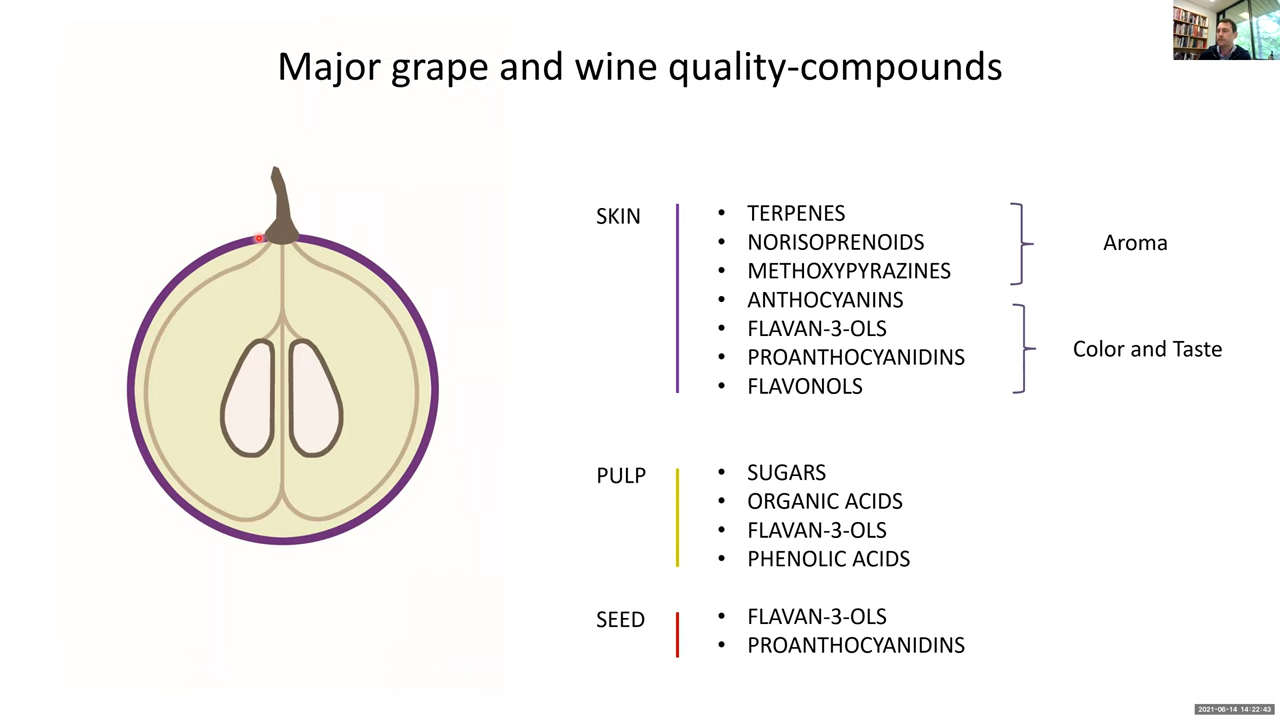 Major grape and wine quality-compounds
SKIN
• TERPENES
• NORISOPRENOIDS
• METHOXYPYRAZINES
• ANTHOCYANINS
• FLAVAN-3-OLS
• PROANTHOCYANIDINS
• FLAVONOLS
Aroma
Color and Taste
PULP
• SUGARS
• ORGANIC ACIDS
• FLAVAN-3-OLS
• PHENOLIC ACIDS
SEED
• FLAVAN-3-OLS
• PROANTHOCYANIDINS
2021-06-14 14:22:43